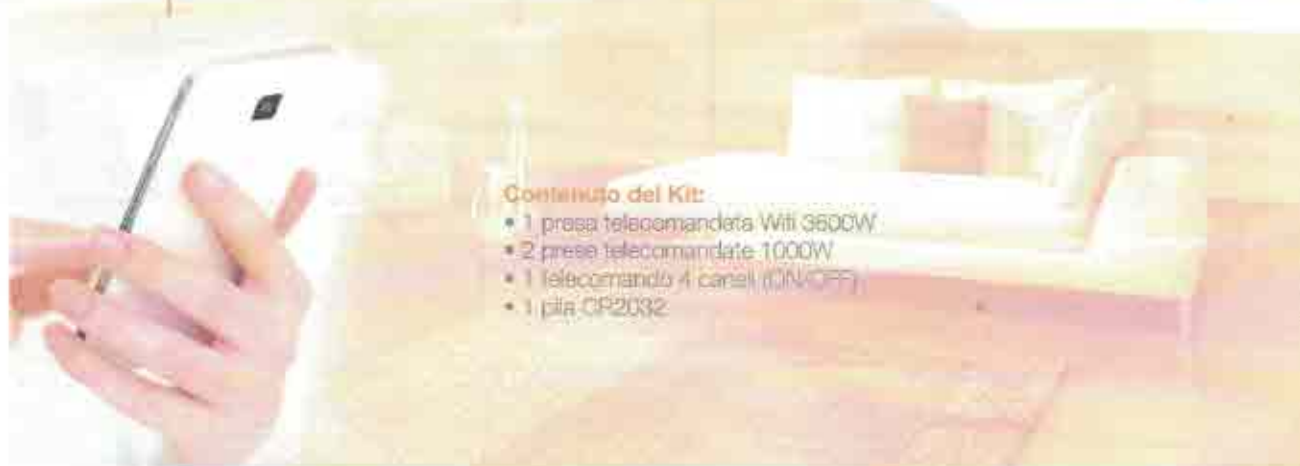 Contenuto del Kit:
• 1 presa telecomandata Wifi 3600W
• 2 prese telecomandate 1000W
• 1 telecomando 4 canali (ON/OFF)
• 1 pila CR2032